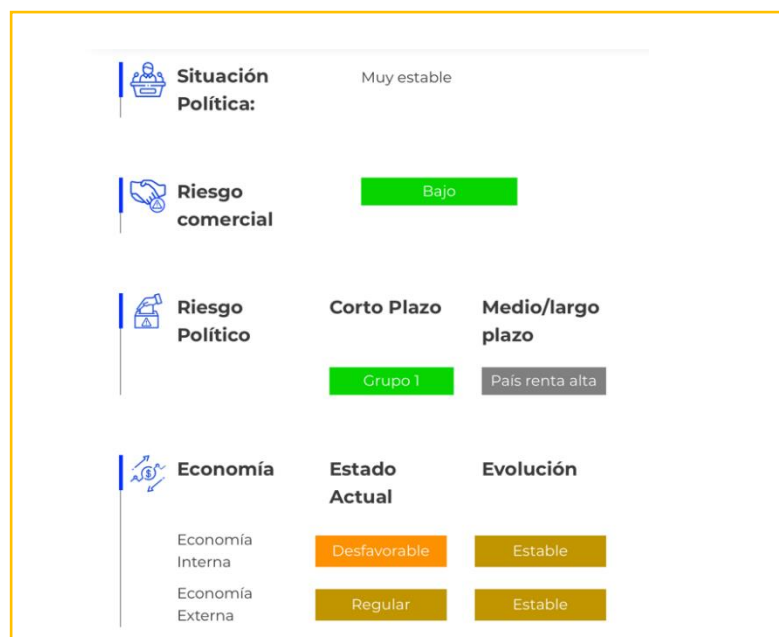 Situación
Política:
Muy estable
Riesgo
comercial
Bajo
Riesgo
Político
Corto Plazo
Medio/largo
plazo
Grupo 1
País renta alta
Economía
Estado
Actual
Evolución
Economía
Interna
Desfavorable
Estable
Economía
Externa
Regular
Estable